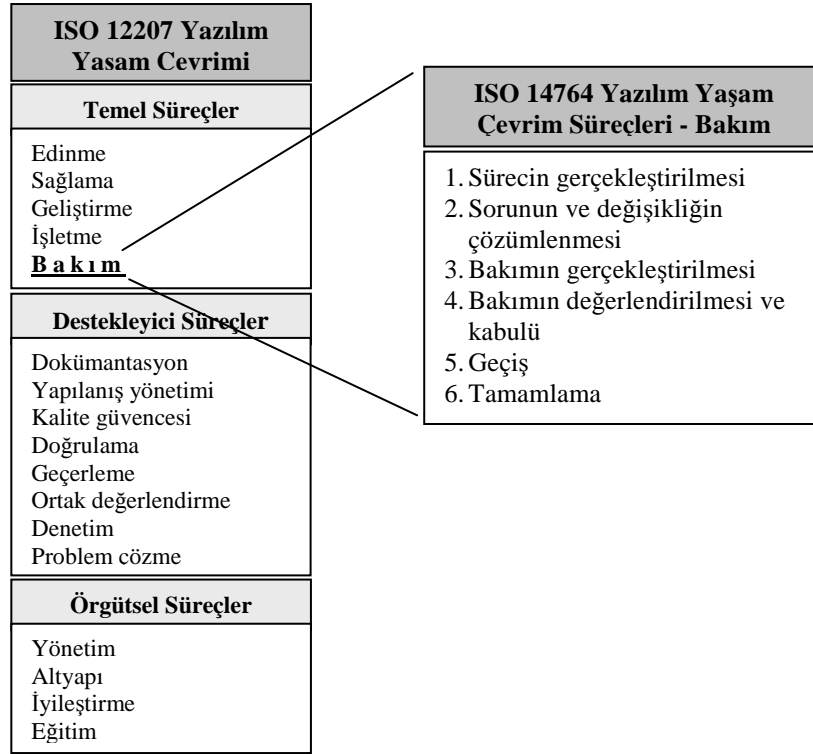 ISO 12207 Yazılım
Yasam Cevrimi
Temel Süreçler
Edinme
Sağlama
Geliştirme
İşletme
Bakım
Destekleyici Süreçler
Dokümantasyon
Yapılanış yönetimi
Kalite güvencesi
Doğrulama
Geçerleme
Ortak değerlendirme
Denetim
Problem cözme
Örgütsel Süreçler
Yönetim
Altyapı
İyileştirme
Eğitim
ISO 14764 Yazılım Yaşam
Çevrim Süreçleri - Bakım
1. Sürecin gerçekleştirilmesi
2. Sorunun ve değişikliğin
çözümlenmesi
3. Bakımın gerçekleştirilmesi
4. Bakımın değerlendirilmesi ve
kabulü
5. Geçiş
6. Tamamlama